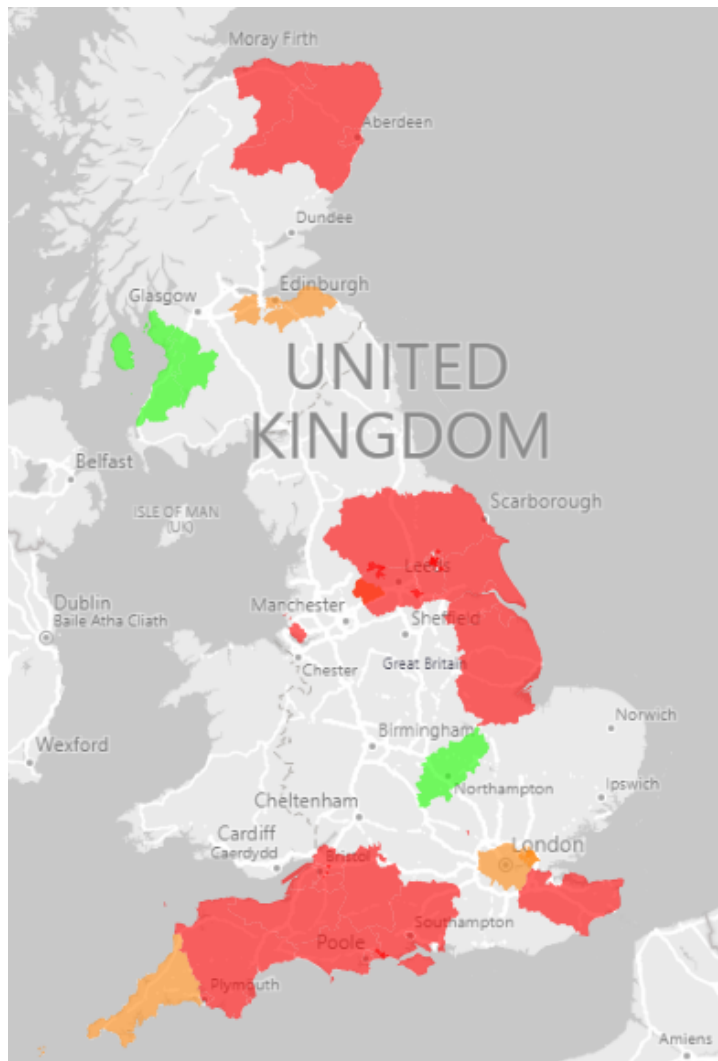 Moray Firth
Aberdeen
Dundee
Edinburgh
Glasgow
UNITED
KINGDOM
Belfast
ISLE OF MAN
(UK)
Scarborough
Leeds
Dublin
Baile Atha Cliath
Manchester
Sheffield
Great Britain
Chester
Norwich
Birmingham
Wexford
Northampton
Ipswich
Cheltenham
Cardiff
Caerdydd
London
Bristol
Southampton
Poole
Plymouth
Amiens